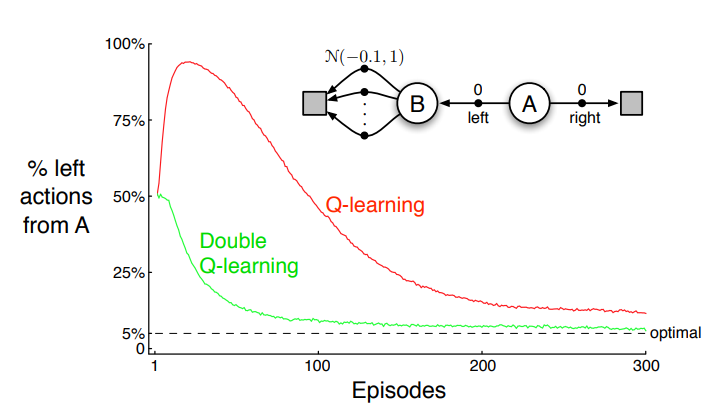 100%
75%
50%
25%
5%
0
% left
actions
from A
N(−0.1, 1)
B
A
0
0
left
right
Q-learning
Double
Q-learning
optimal
1
100
200
300
Episodes